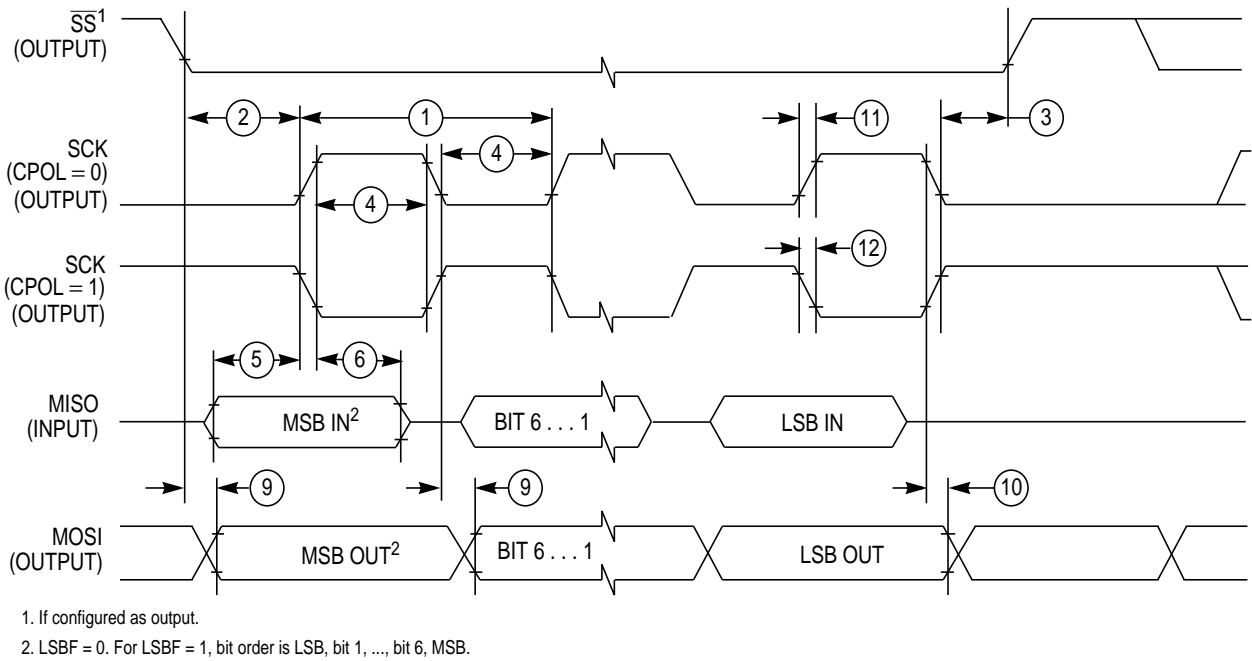 SS¹
(OUTPUT)
2
1
11
3
SCK
(CPOL = 0)
(OUTPUT)
4
4
12
SCK
(CPOL = 1)
(OUTPUT)
5
6
MISO
(INPUT)
MSB IN²
BIT 6 . . . 1
LSB IN
9
9
10
MOSI
(OUTPUT)
MSB OUT²
BIT 6 . . . 1
LSB OUT
1. If configured as output.
2. LSBF = 0. For LSBF = 1, bit order is LSB, bit 1, ..., bit 6, MSB.